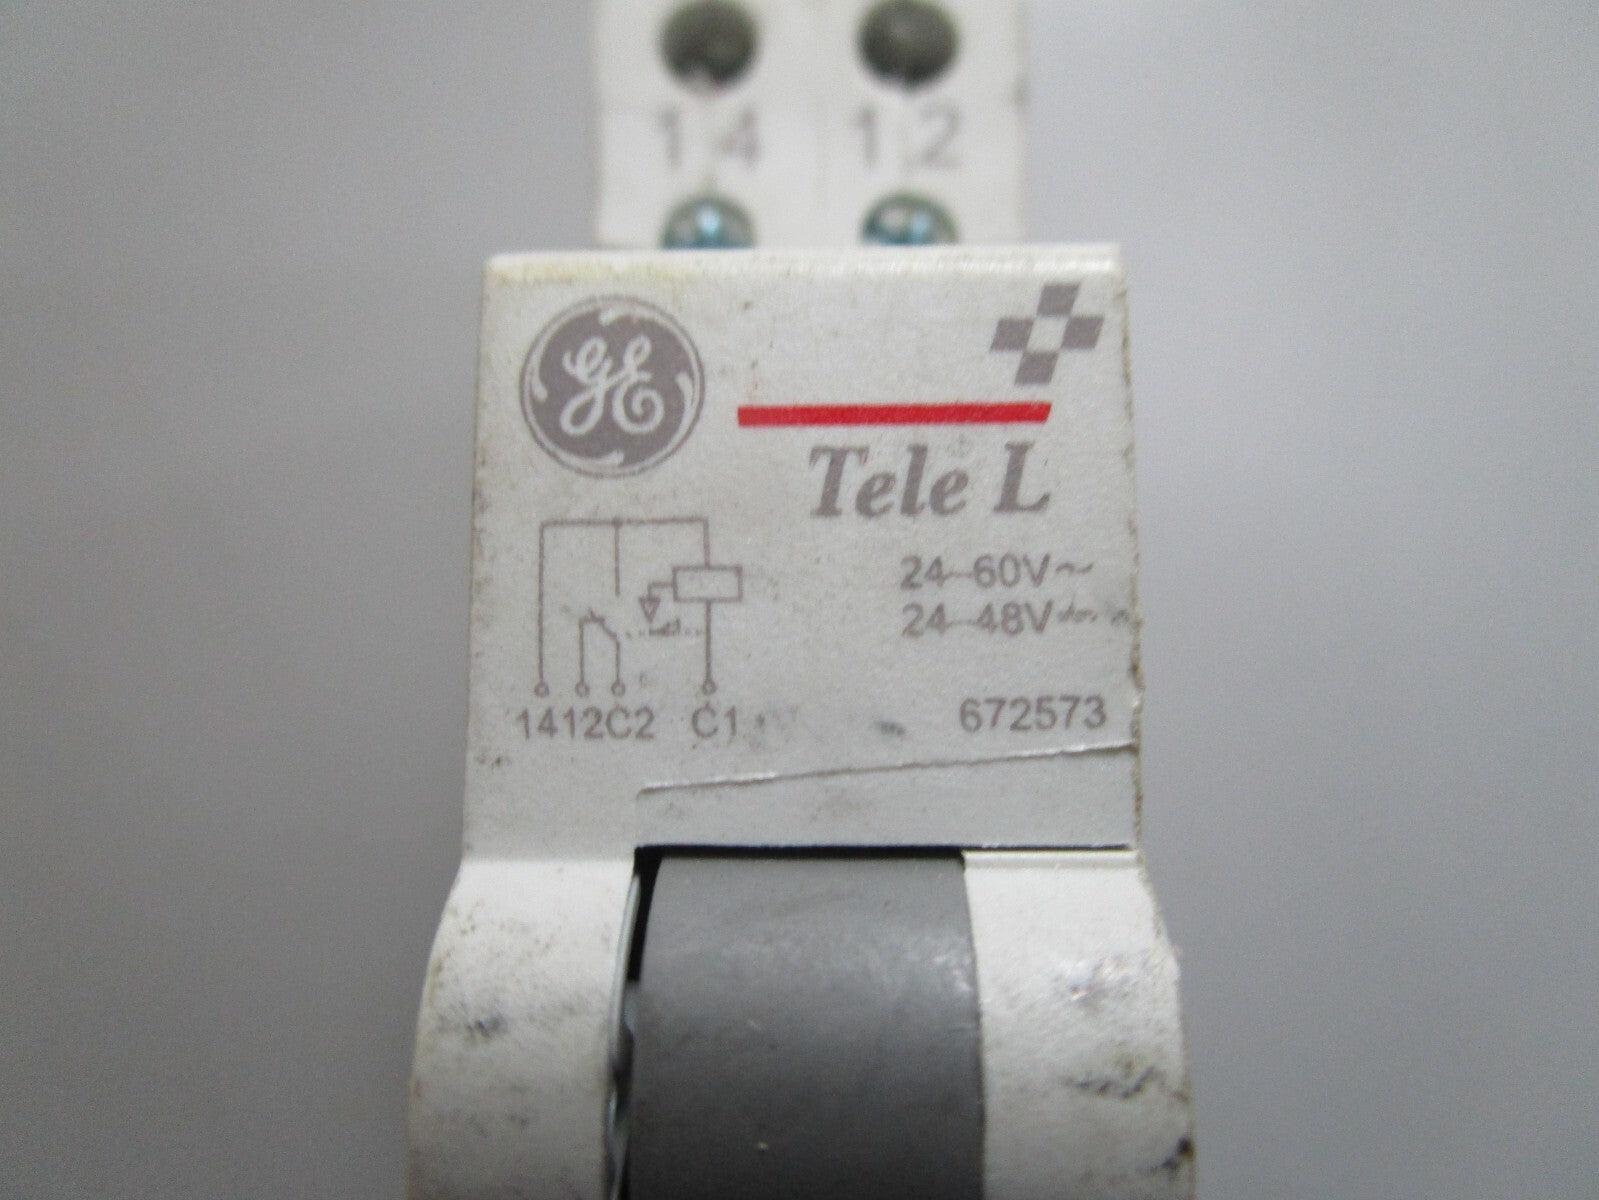 14 12
GE
Tele L
24-60V~
24-48V
1412C2 C1
672573